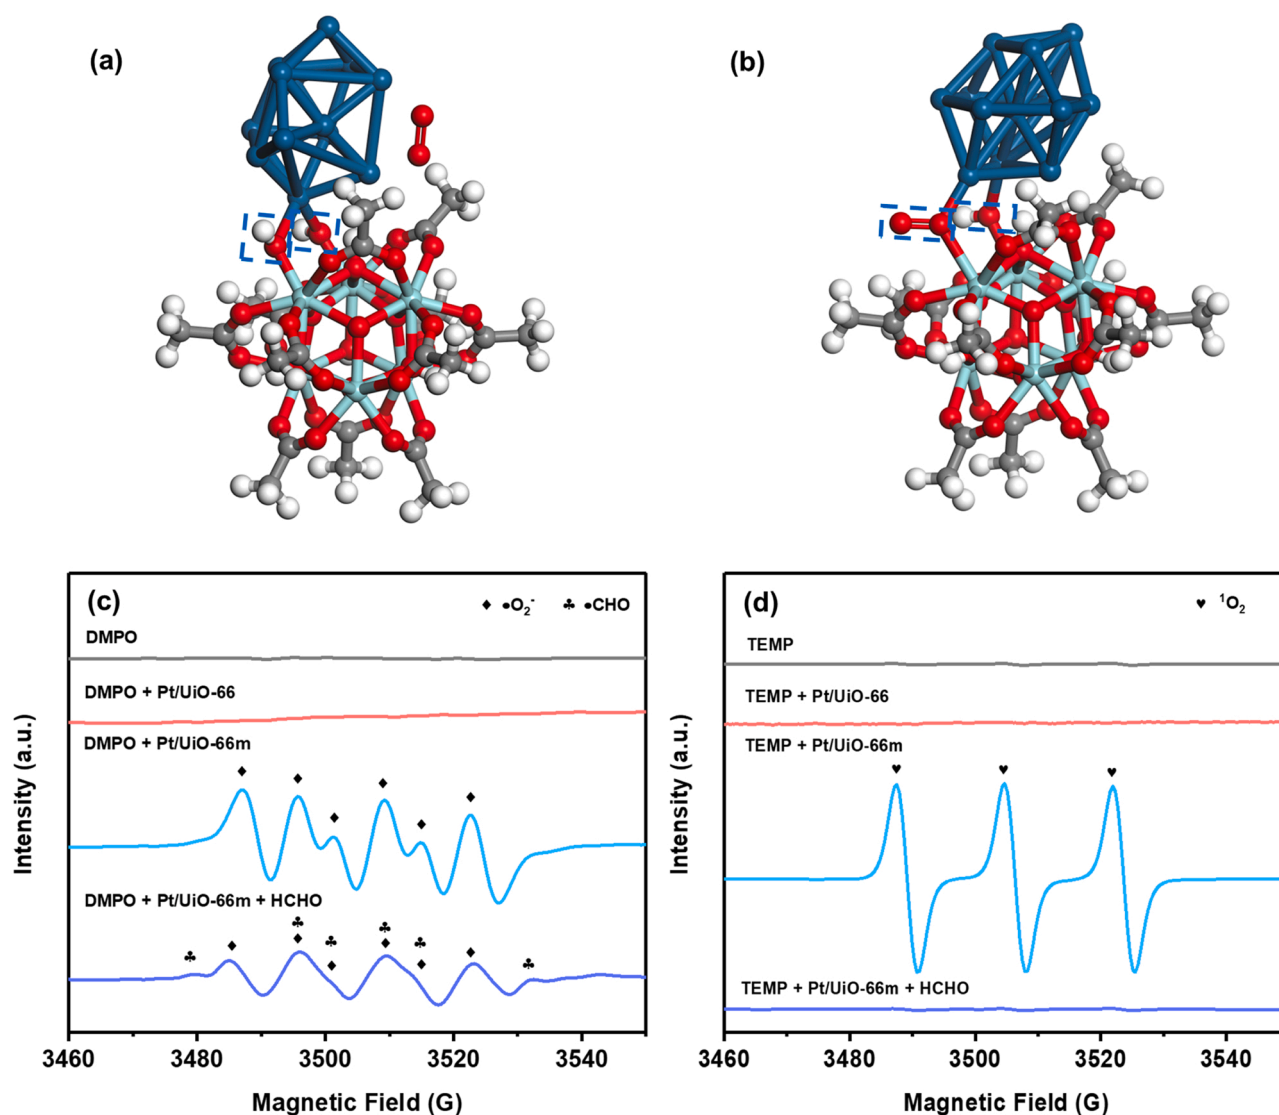 (a)
(b)
(c)
♦ •O₂⁻ ♣ •CHO
DMPO
DMPO + Pt/UiO-66
DMPO + Pt/UiO-66m
DMPO + Pt/UiO-66m + HCHO
Intensity (a.u.)
3460 3480 3500 3520 3540
Magnetic Field (G)
(d)
♥ ¹O₂
TEMP
TEMP + Pt/UiO-66
TEMP + Pt/UiO-66m
TEMP + Pt/UiO-66m + HCHO
Intensity (a.u.)
3460 3480 3500 3520 3540
Magnetic Field (G)